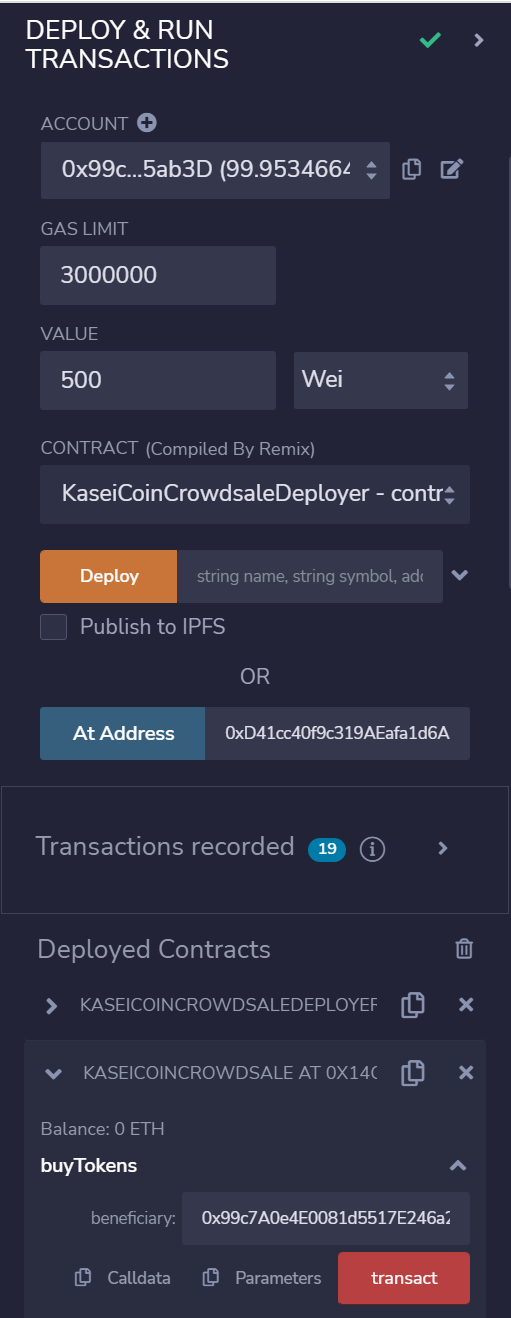 DEPLOY & RUN
TRANSACTIONS
ACCOUNT
0x99c...5ab3D (99.9534664
GAS LIMIT
3000000
VALUE
500
Wei
CONTRACT (Compiled By Remix)
KaseiCoinCrowdsaleDeployer - contr
Deploy
string name, string symbol, adc
Publish to IPFS
OR
At Address
0xD41cc40f9c319AEafa1d6A
Transactions recorded 19
Deployed Contracts
KASEICOINCROWDSALEDEPLOYER
KASEICOINCROWDSALE AT 0X14C
Balance: 0 ETH
buyTokens
beneficiary: 0x99c7A0e4E0081d5517E246a2
Calldata
Parameters
transact